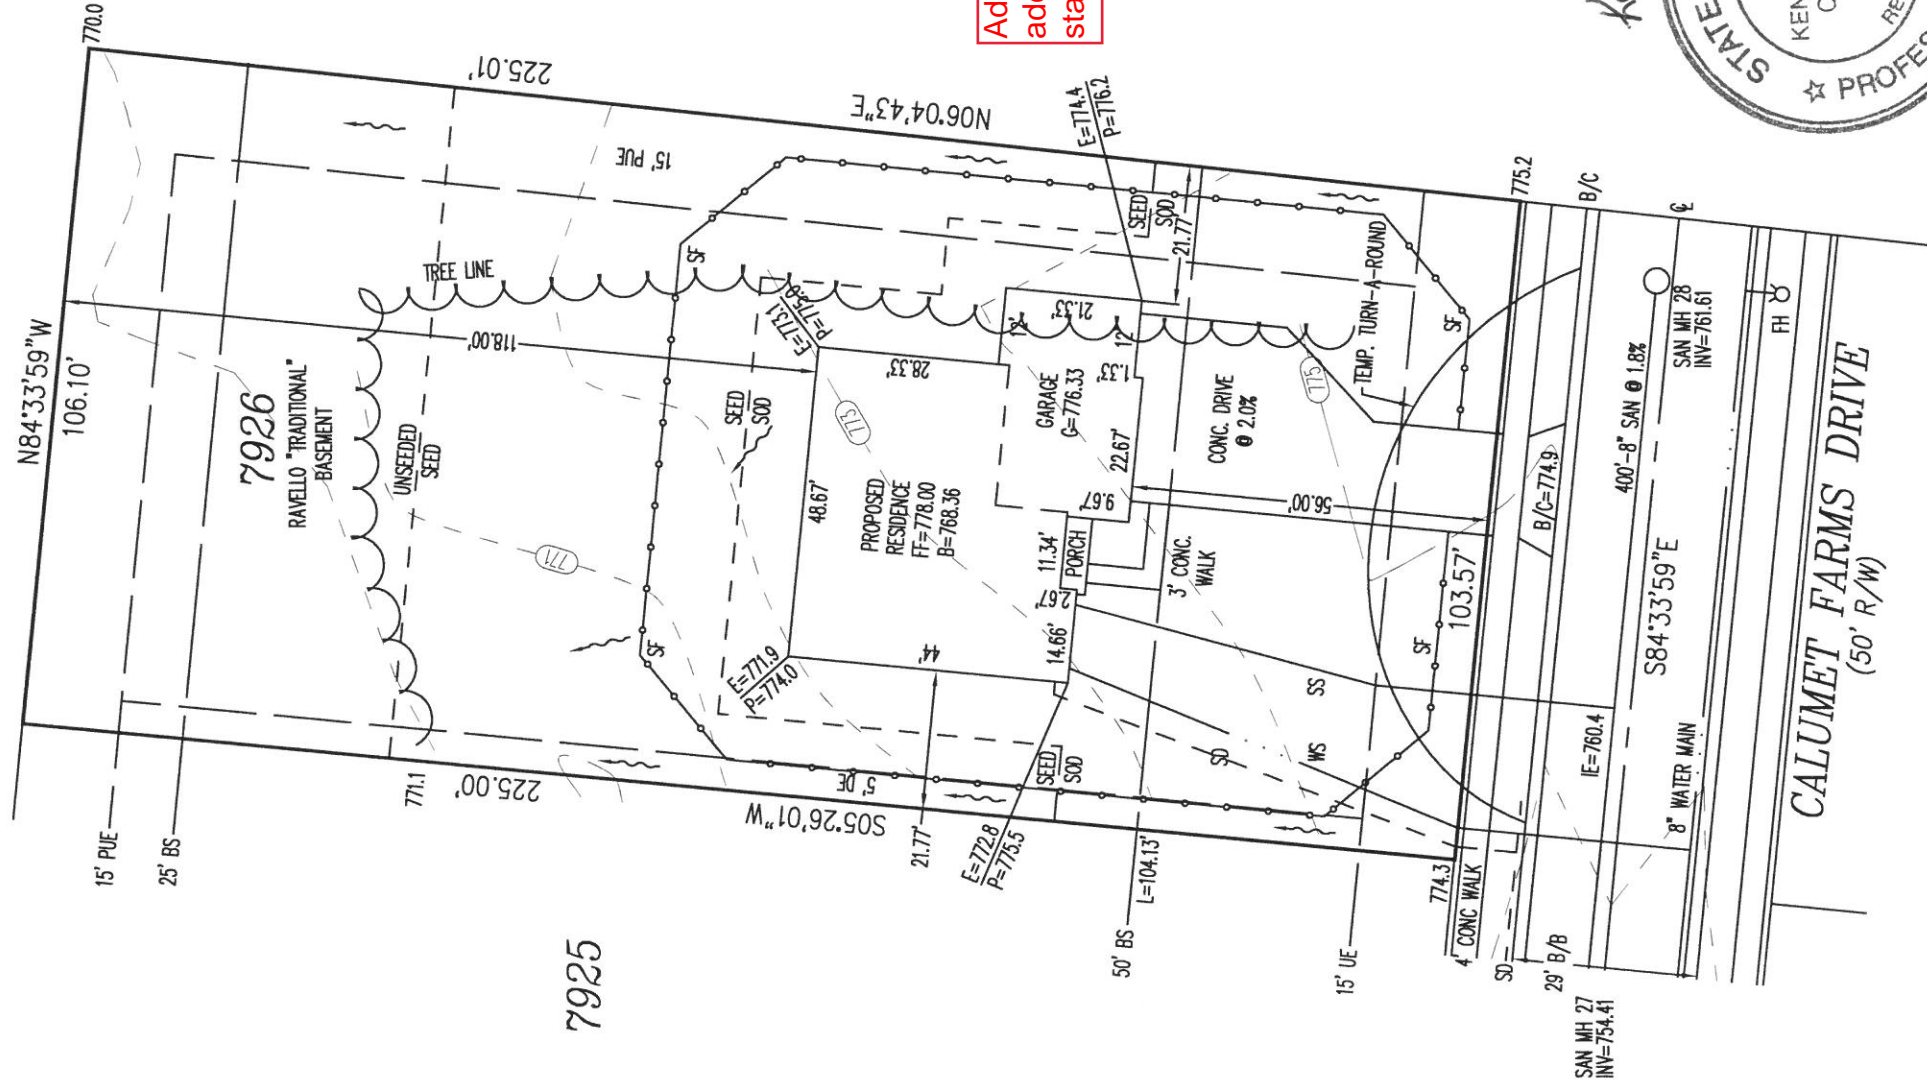 770.0
N84°33'59"W
106.10'
225.01'
N06°04'43"E
15' PUE
7926
RAVELLO "TRADITIONAL"
BASEMENT
TREE LINE
UNSEEDED
SEED
118.00'
SF
E=773.1
P=775.0
SEED
SOD
E=774.4
P=776.2
SEED
SOD
21.77'
28.33'
12'
21.33'
12'
1.33'
773
771
775
48.67'
GARAGE
G=776.33
22.67'
CONC. DRIVE
@ 2.0%
TEMP. TURN-A-ROUND
SF
775.2
B/C
PROPOSED
RESIDENCE
FF=778.00
B=768.36
9.67'
11.34'
PORCH
2.67'
14.66'
44'
3' CONC.
WALK
56.00'
SF
E=771.9
P=774.0
15' PUE
25' BS
771.1
225.00'
S05°26'01"W
5' DE
21.77'
E=772.8
P=775.5
SEED
SOD
50' BS
L=104.13'
SS
SD
WS
SF
103.57'
15' UE
774.3
4' CONC WALK
SD
29' B/B
B/C=774.9
400'-8" SAN @ 1.8%
SAN MH 28
INV=761.61
FH
S84°33'59"E
IE=760.4
8" WATER MAIN
SAN MH 27
INV=754.41
CALUMET FARMS DRIVE
(50' R/W)
7925
Ad
add
sta
STATE
KEN
☆ PROFES
RE